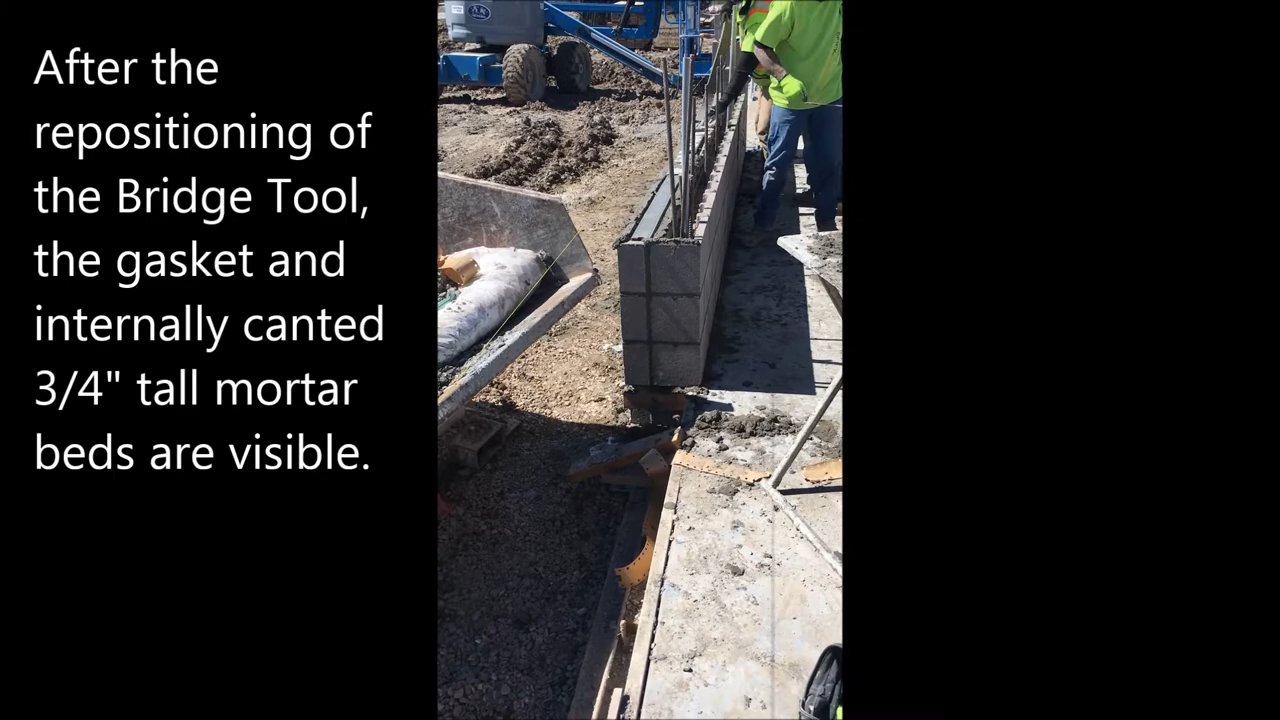 After the
repositioning of
the Bridge Tool,
the gasket and
internally canted
3/4" tall mortar
beds are visible.